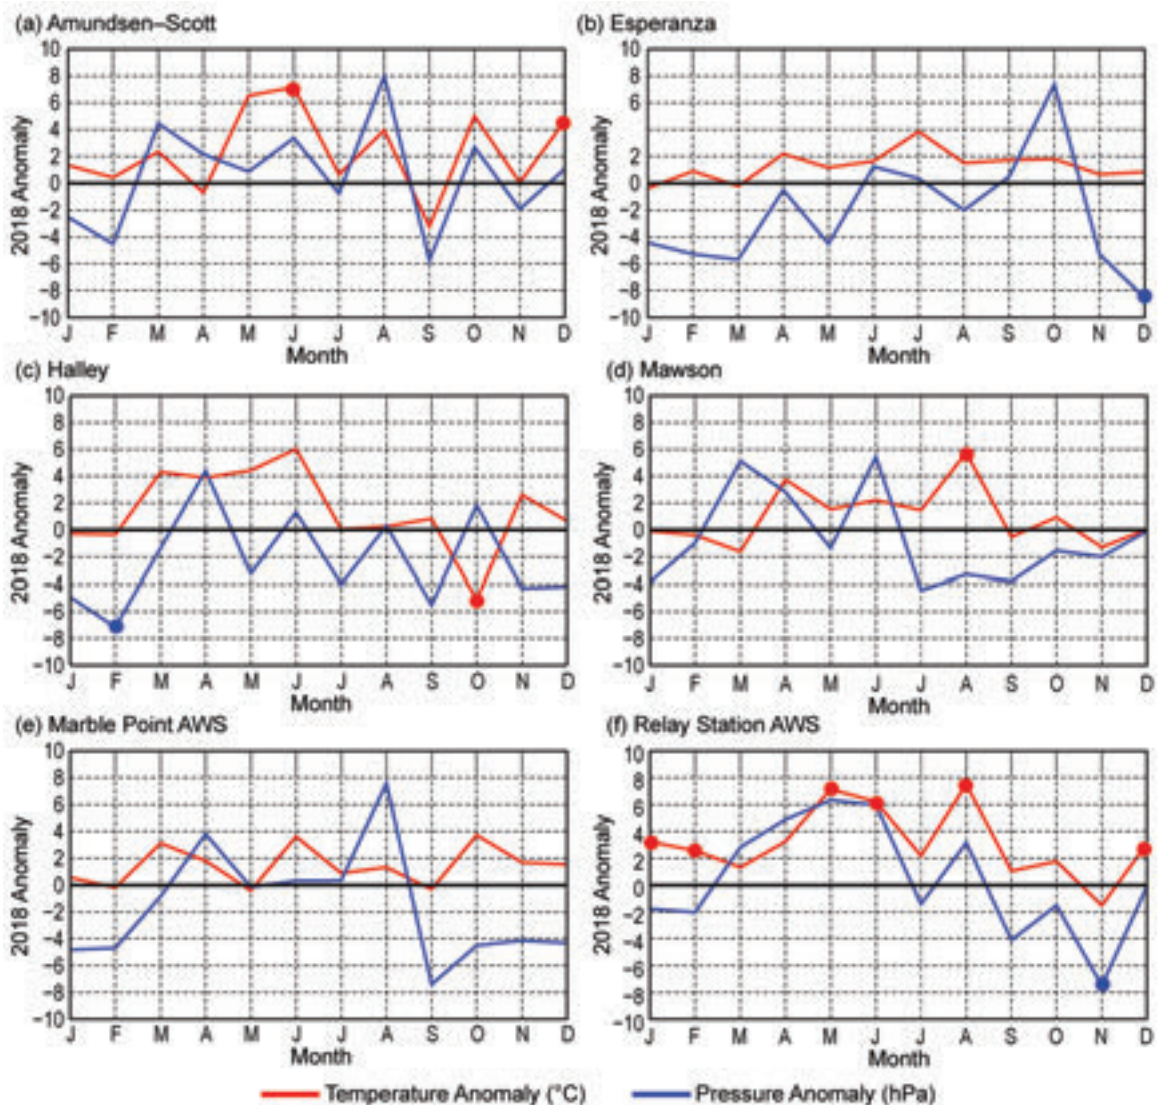 (a) Amundsen–Scott
10
8
6
4
2
0
−2
−4
−6
−8
−10
2018 Anomaly
J F M A M J J A S O N D
Month
(b) Esperanza
10
8
6
2
0
−2
−4
−6
−8
−10
2018 Anomaly
J F M A M J J A S O N D
Month
(c) Halley
10
8
6
4
2
0
−2
−4
−6
−8
−10
2018 Anomaly
J F M A M J J A S O N D
Month
(d) Mawson
10
8
6
4
2
0
−2
−4
−6
−8
−10
2018 Anomaly
J F M A M J J A S O N D
Month
(e) Marble Point AWS
10
8
6
4
2
0
−2
−4
−6
−8
−10
2018 Anomaly
J F M A M J J A S O N D
Month
(f) Relay Station AWS
10
8
6
4
2
0
−2
−4
−6
−8
−10
2018 Anomaly
J F M A M J J A S O N D
Month
Temperature Anomaly (°C) Pressure Anomaly (hPa)